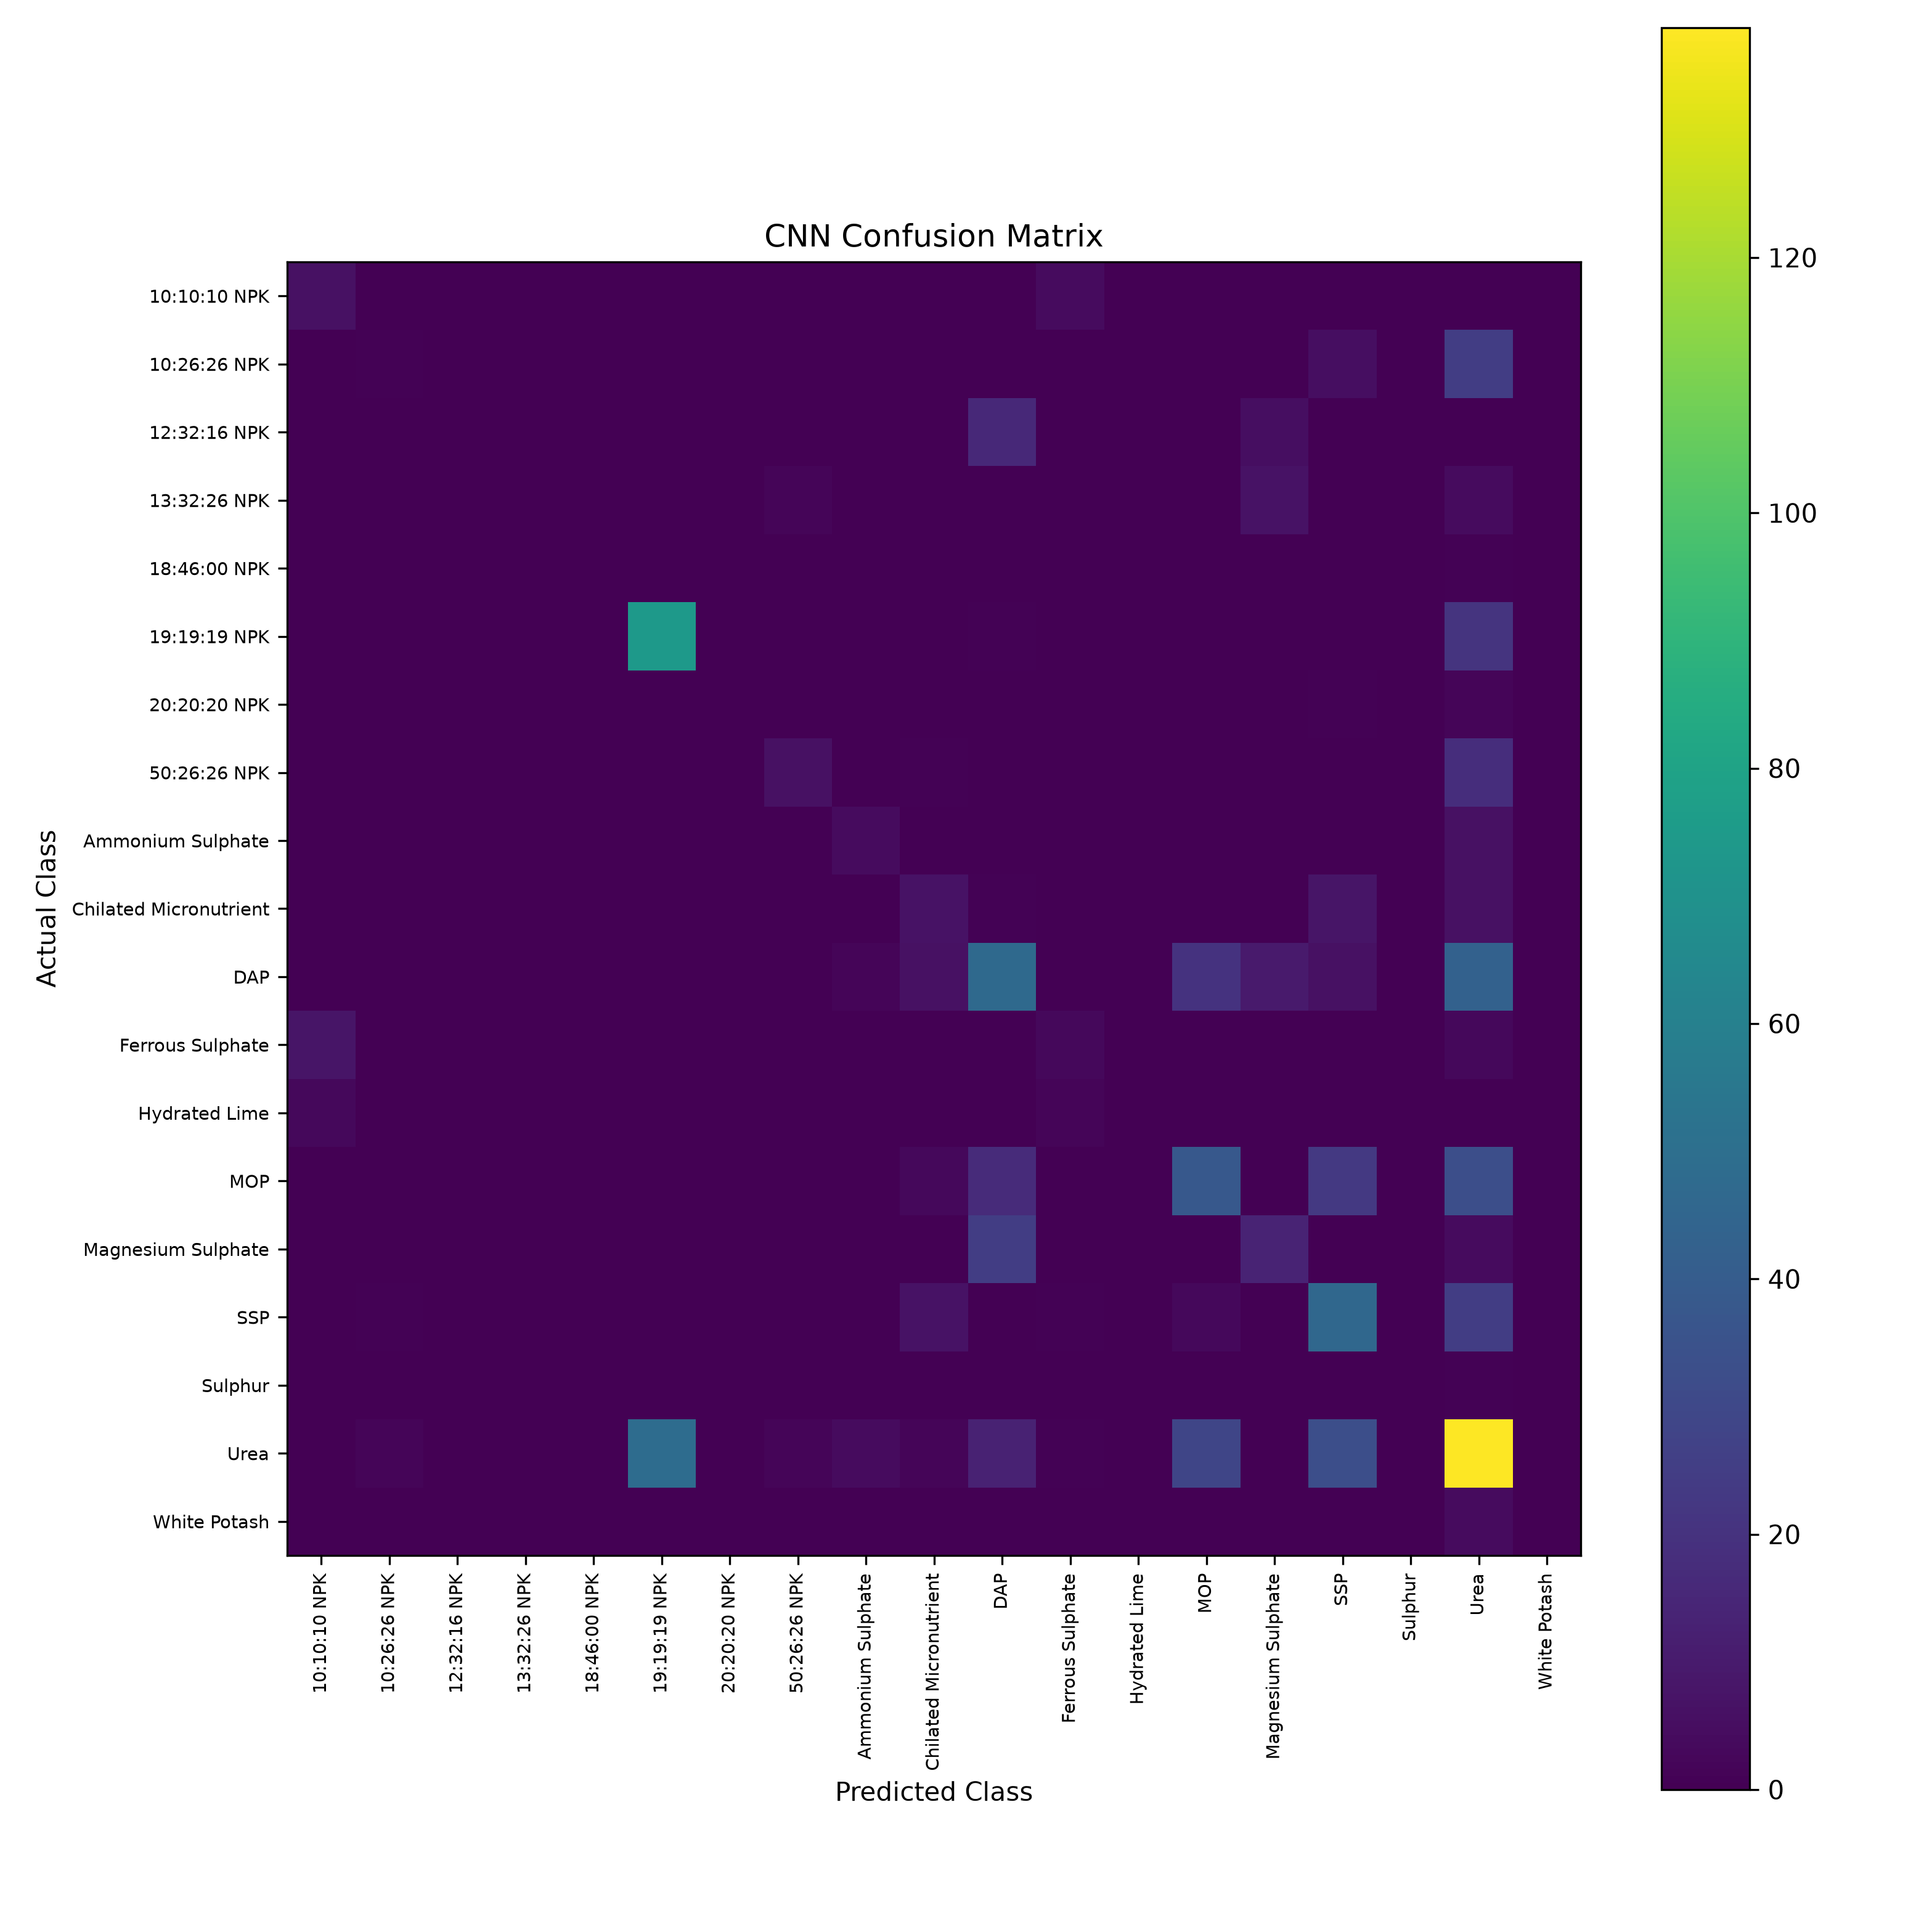 CNN Confusion Matrix
Actual Class
10:10:10 NPK
10:26:26 NPK
12:32:16 NPK
13:32:26 NPK
18:46:00 NPK
19:19:19 NPK
20:20:20 NPK
50:26:26 NPK
Ammonium Sulphate
Chilated Micronutrient
DAP
Ferrous Sulphate
Hydrated Lime
MOP
Magnesium Sulphate
SSP
Sulphur
Urea
White Potash
10:10:10 NPK
10:26:26 NPK
12:32:16 NPK
13:32:26 NPK
18:46:00 NPK
19:19:19 NPK
20:20:20 NPK
50:26:26 NPK
Ammonium Sulphate
Chilated Micronutrient
DAP
Ferrous Sulphate
Hydrated Lime
MOP
Magnesium Sulphate
SSP
Sulphur
Urea
White Potash
Predicted Class
120
100
80
60
40
20
0